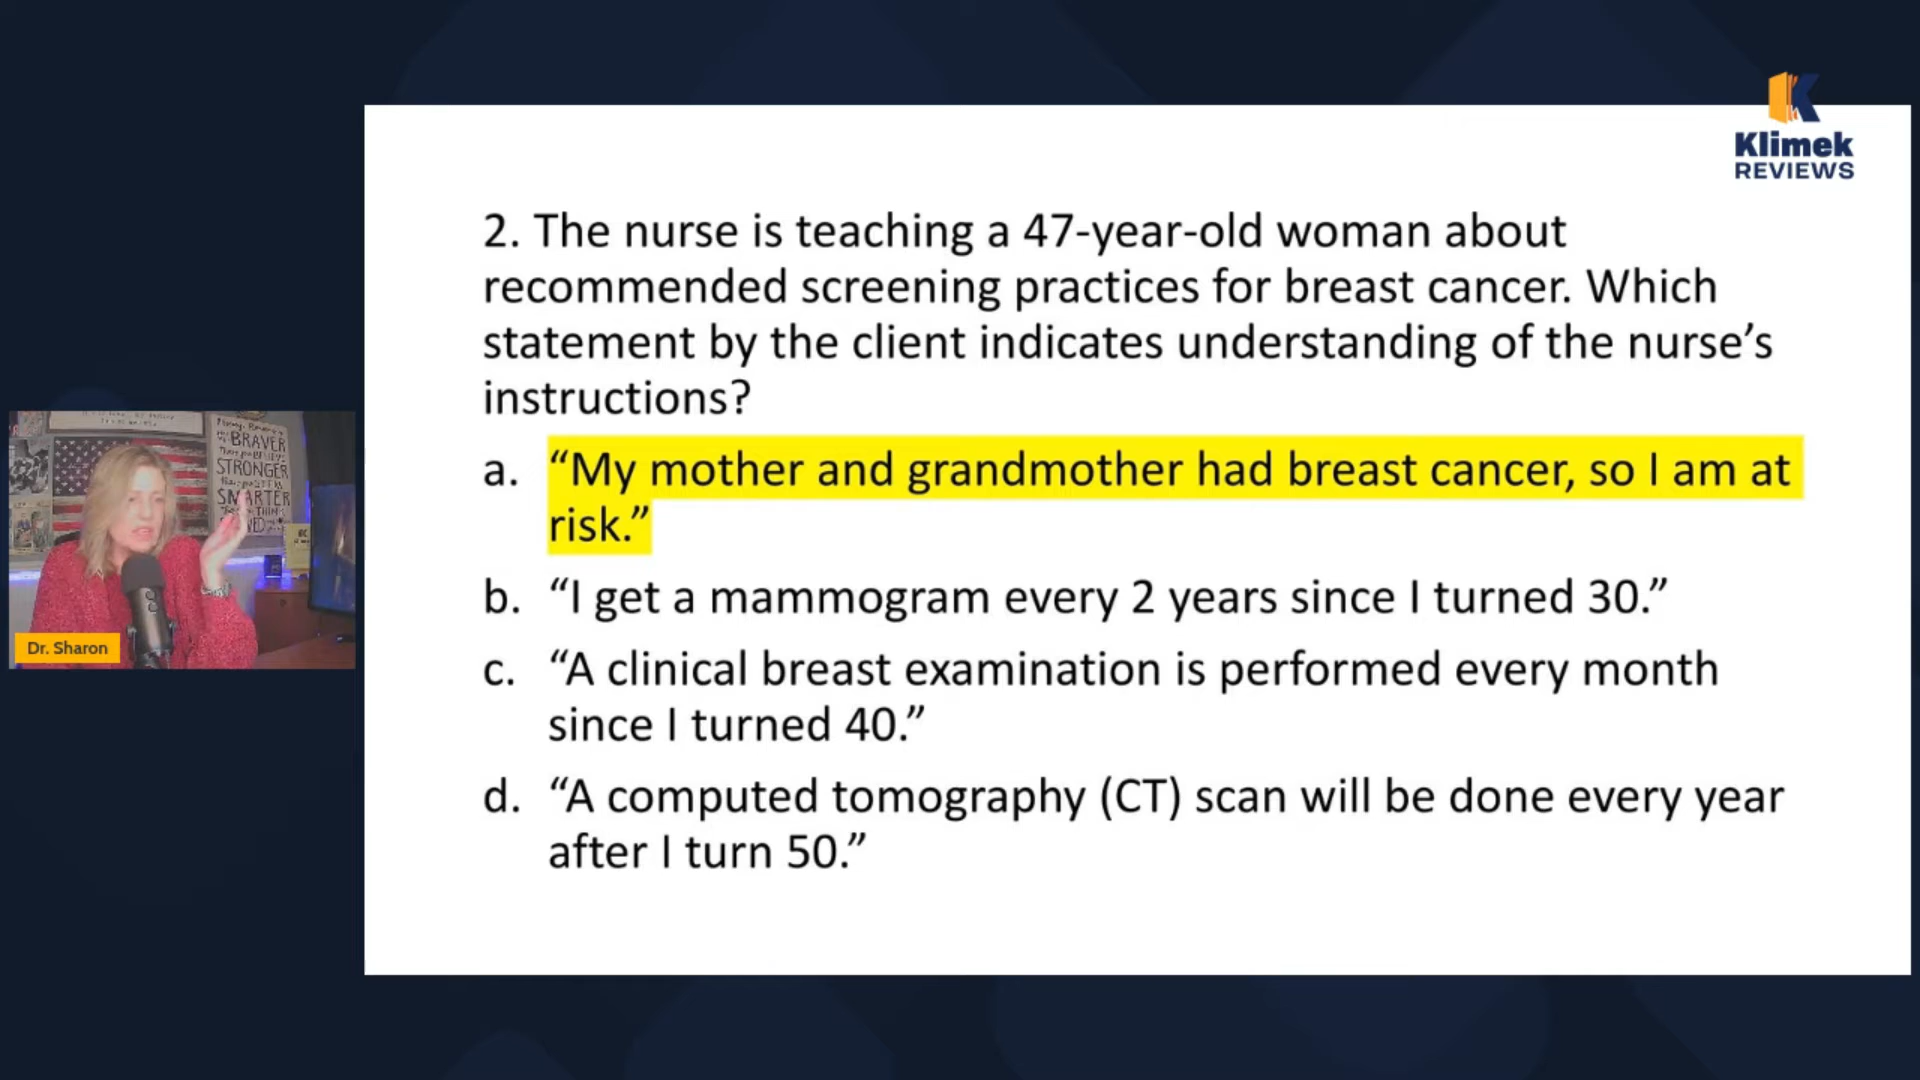 Klimek
REVIEWS
2. The nurse is teaching a 47-year-old woman about
recommended screening practices for breast cancer. Which
statement by the client indicates understanding of the nurse’s
instructions?
a. “My mother and grandmother had breast cancer, so I am at
risk.”
b. “I get a mammogram every 2 years since I turned 30.”
c. “A clinical breast examination is performed every month
since I turned 40.”
d. “A computed tomography (CT) scan will be done every year
after I turn 50.”
BRAVER
STRONGER
SMARTER
Dr. Sharon